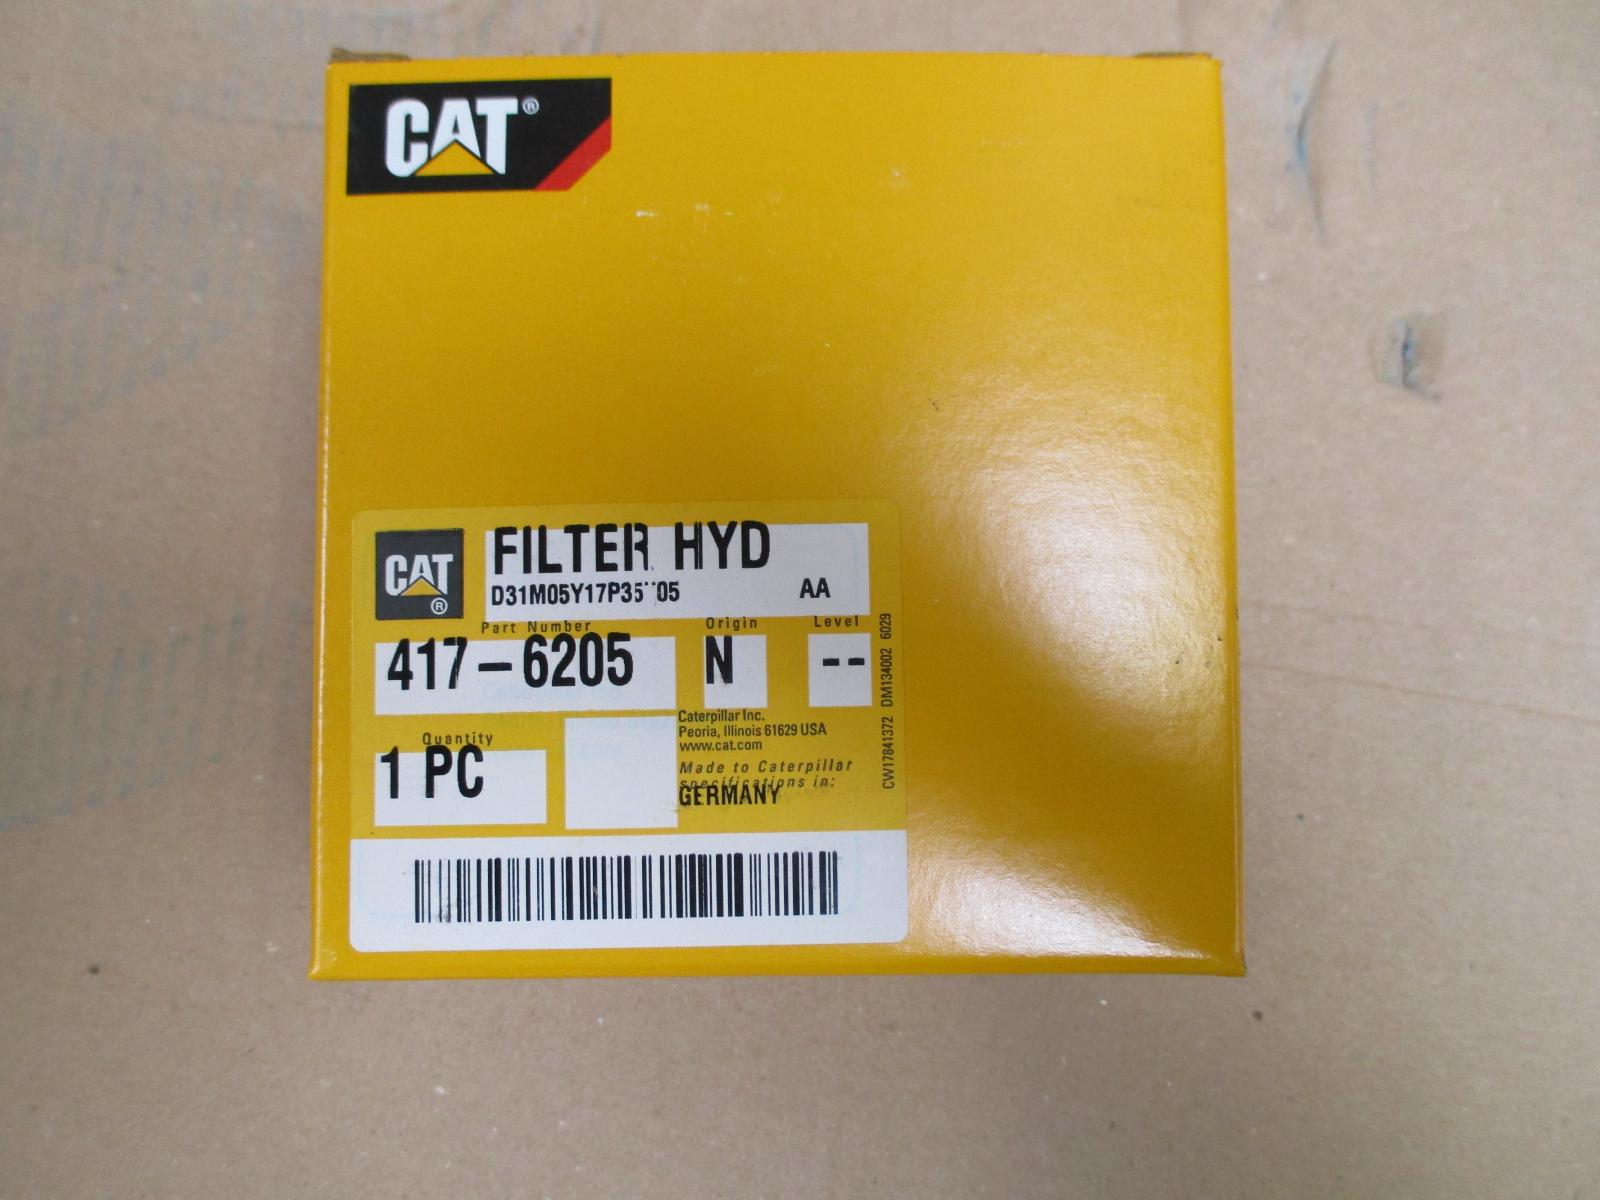 CAT®
CAT®
FILTER HYD
AA
Part Number
Origin
Level
417-6205
N
--
Quantity
1 PC
Caterpillar Inc.
Peoria, Illinois 61629 USA
www.cat.com
Made to Caterpillar
specifications in:
GERMANY
CW17841372 DM134002 6029